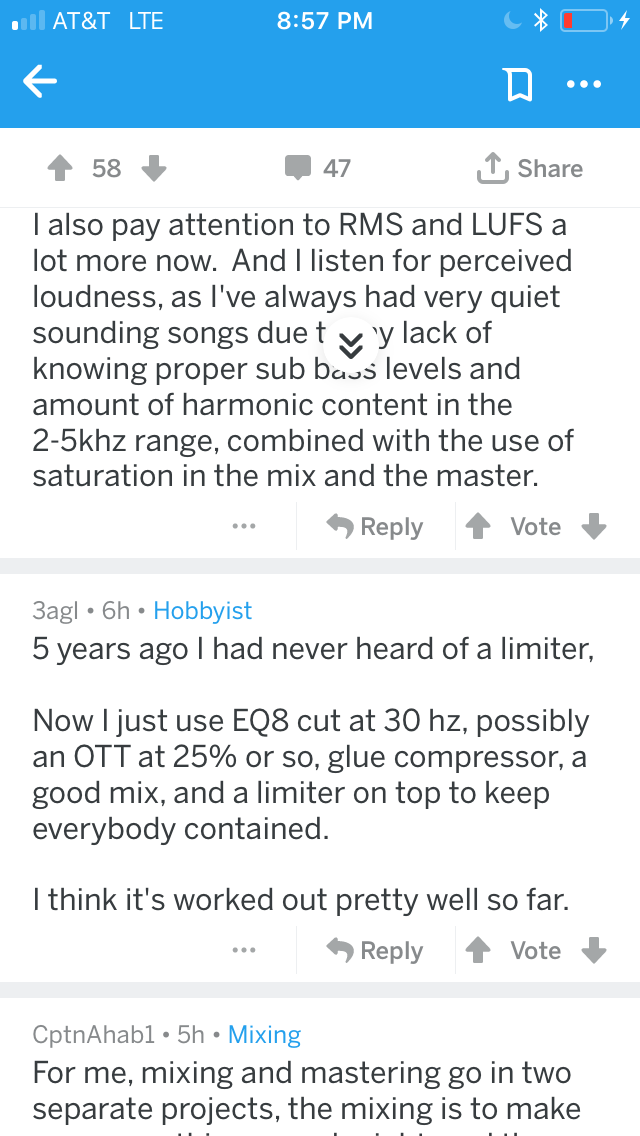 AT&T LTE 8:57 PM
58 47 Share
I also pay attention to RMS and LUFS a
lot more now. And I listen for perceived
loudness, as I've always had very quiet
sounding songs due lack of
knowing proper sub bass levels and
amount of harmonic content in the
2-5khz range, combined with the use of
saturation in the mix and the master.
... Reply Vote
3agl • 6h • Hobbyist
5 years ago I had never heard of a limiter,
Now I just use EQ8 cut at 30 hz, possibly
an OTT at 25% or so, glue compressor, a
good mix, and a limiter on top to keep
everybody contained.
I think it's worked out pretty well so far.
... Reply Vote
CptnAhab1 • 5h • Mixing
For me, mixing and mastering go in two
separate projects, the mixing is to make